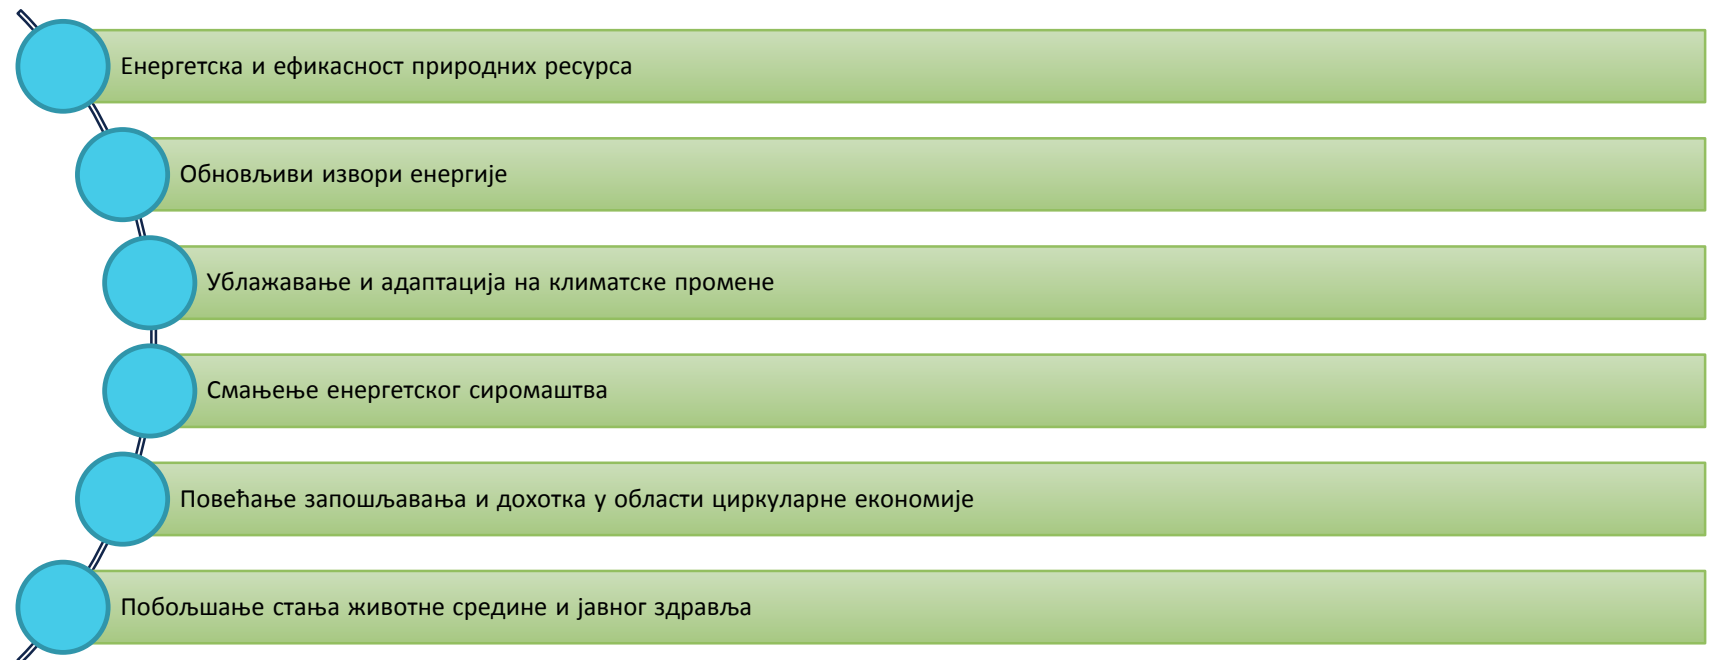 Енергетска и ефикасност природних ресурса
Обновљиви извори енергије
Ублажавање и адаптација на климатске промене
Смањење енергетског сиромаштва
Повећање запошљавања и дохотка у области циркуларне економије
Побољшање стања животне средине и јавног здравља